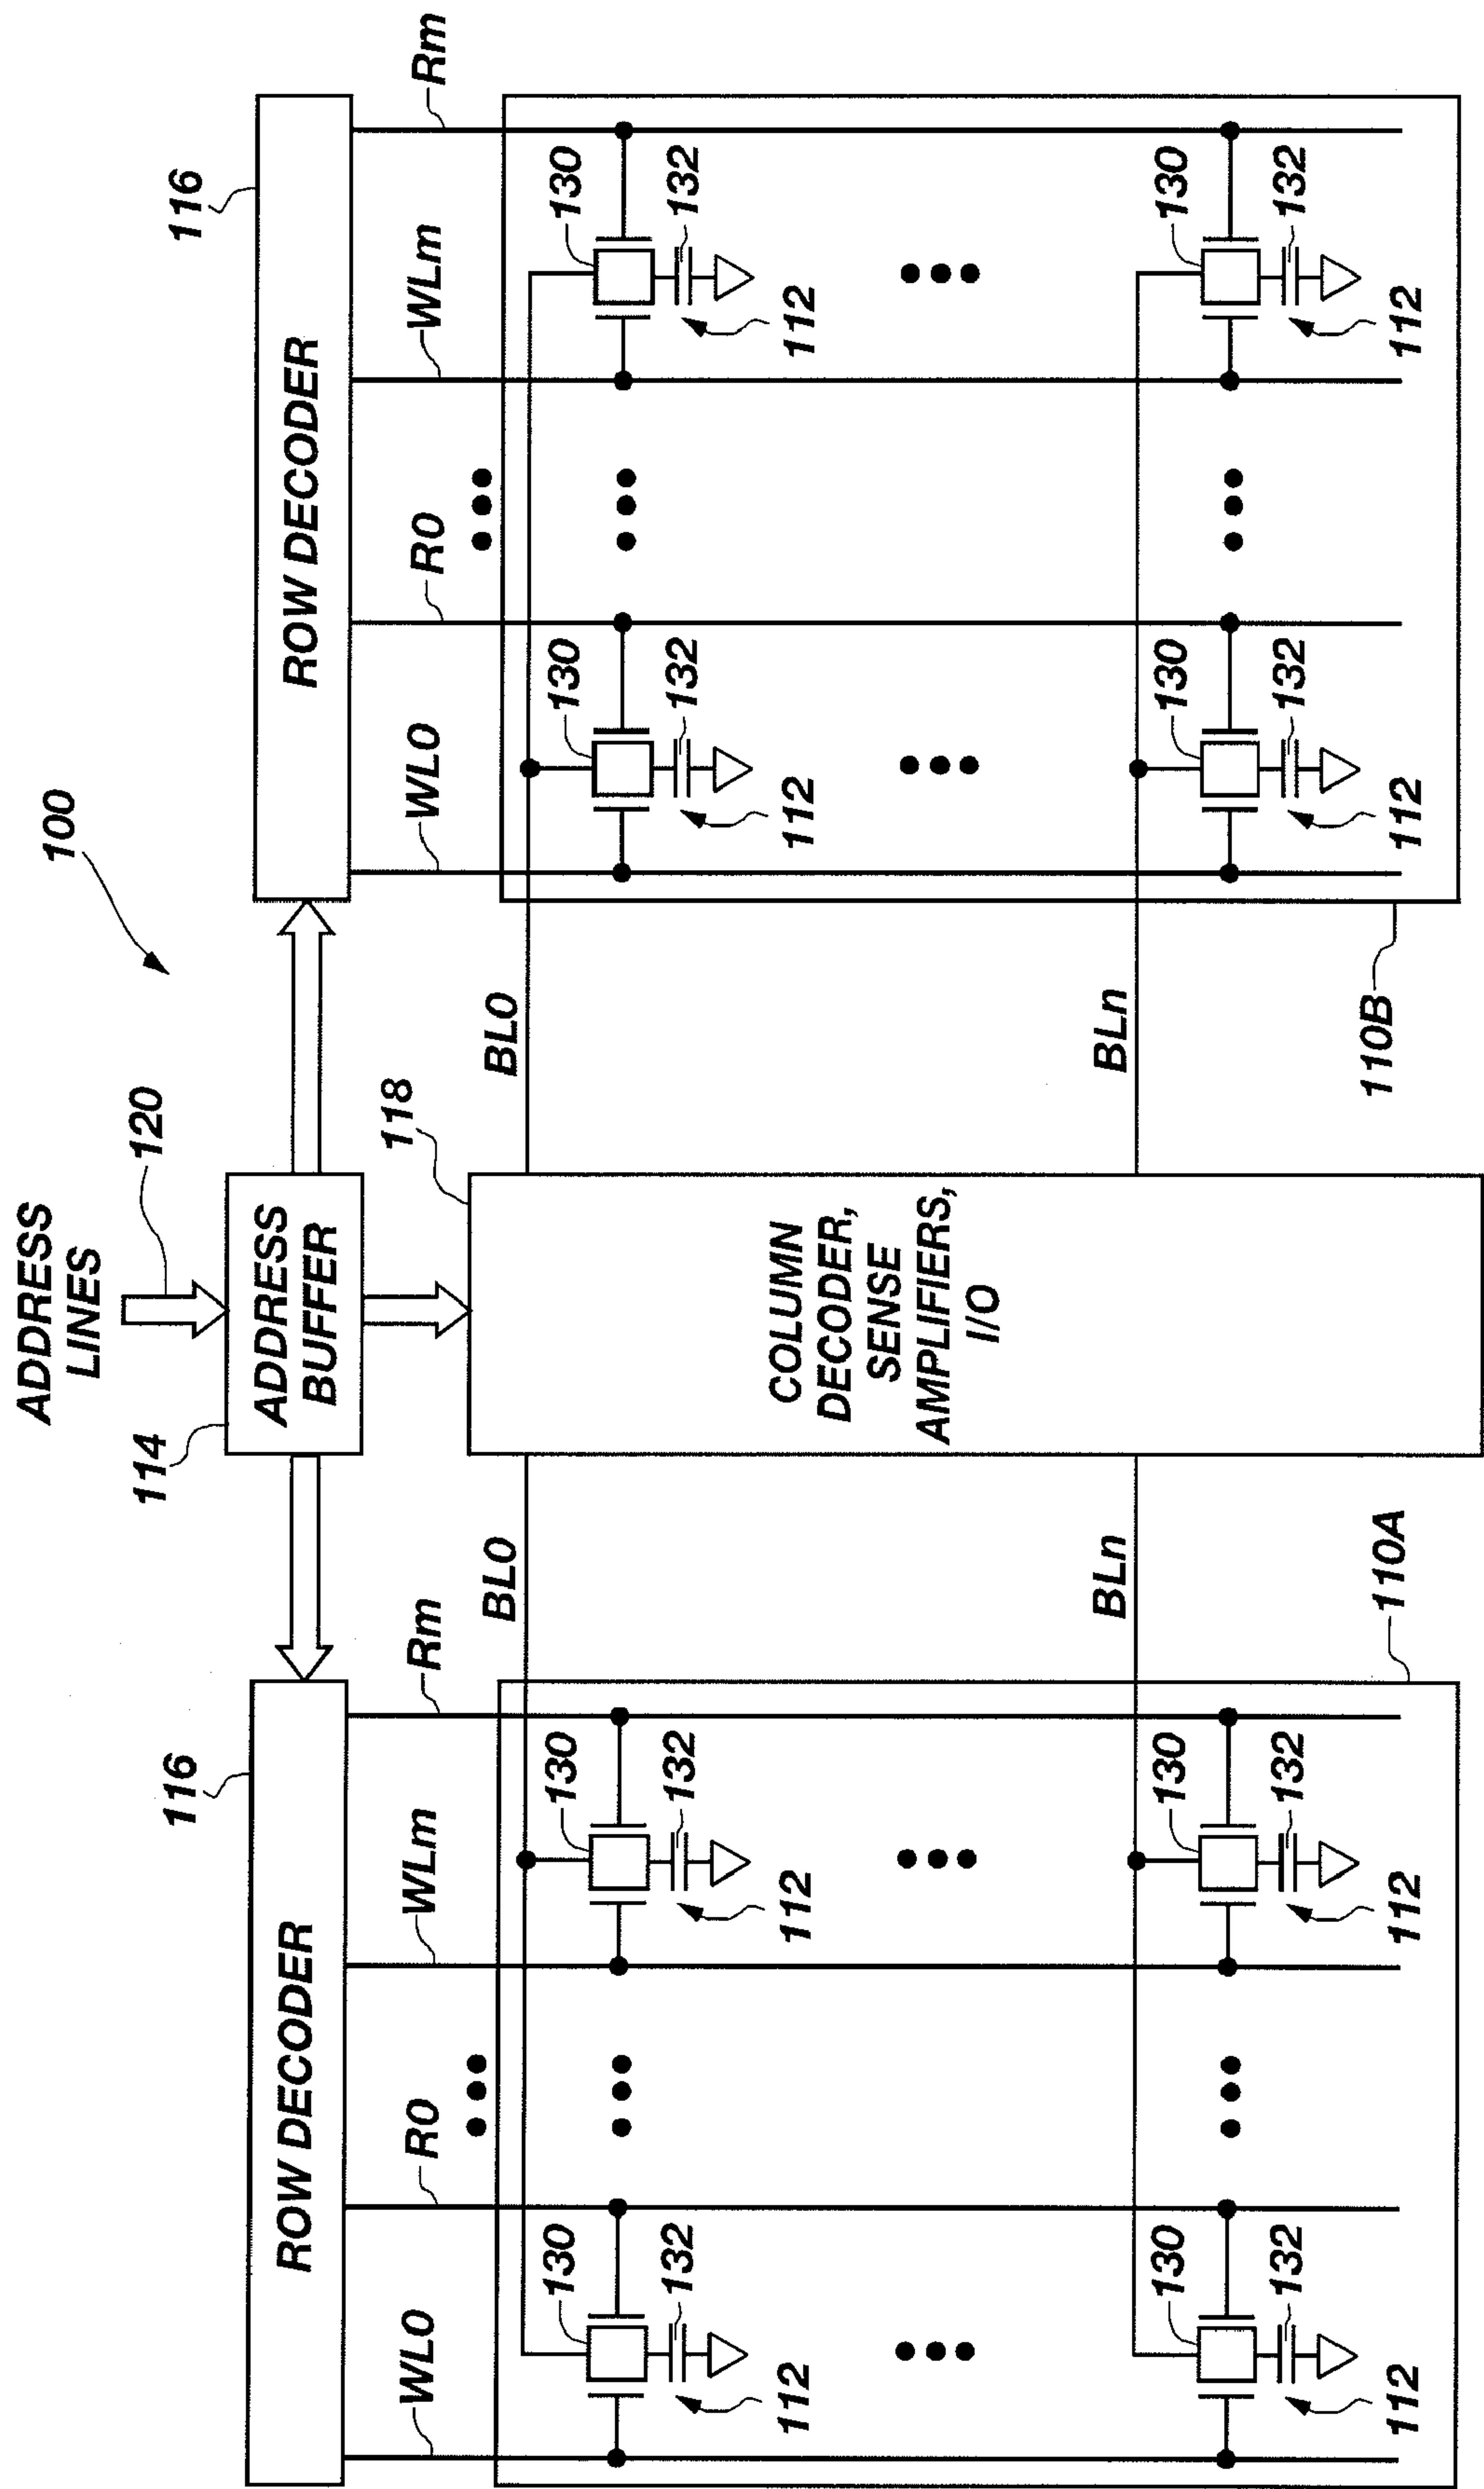 100
ADDRESS
LINES
120
114
ADDRESS
BUFFER
116
ROW DECODER
116
ROW DECODER
WL0
R0
WLm
Rm
118
WL0
R0
WLm
Rm
BL0
BL0
130
132
112
130
132
112
130
132
112
130
132
112
COLUMN
DECODER,
SENSE
AMPLIFIERS,
I/O
BLn
BLn
130
132
112
130
132
112
130
132
112
130
132
112
110A
110B